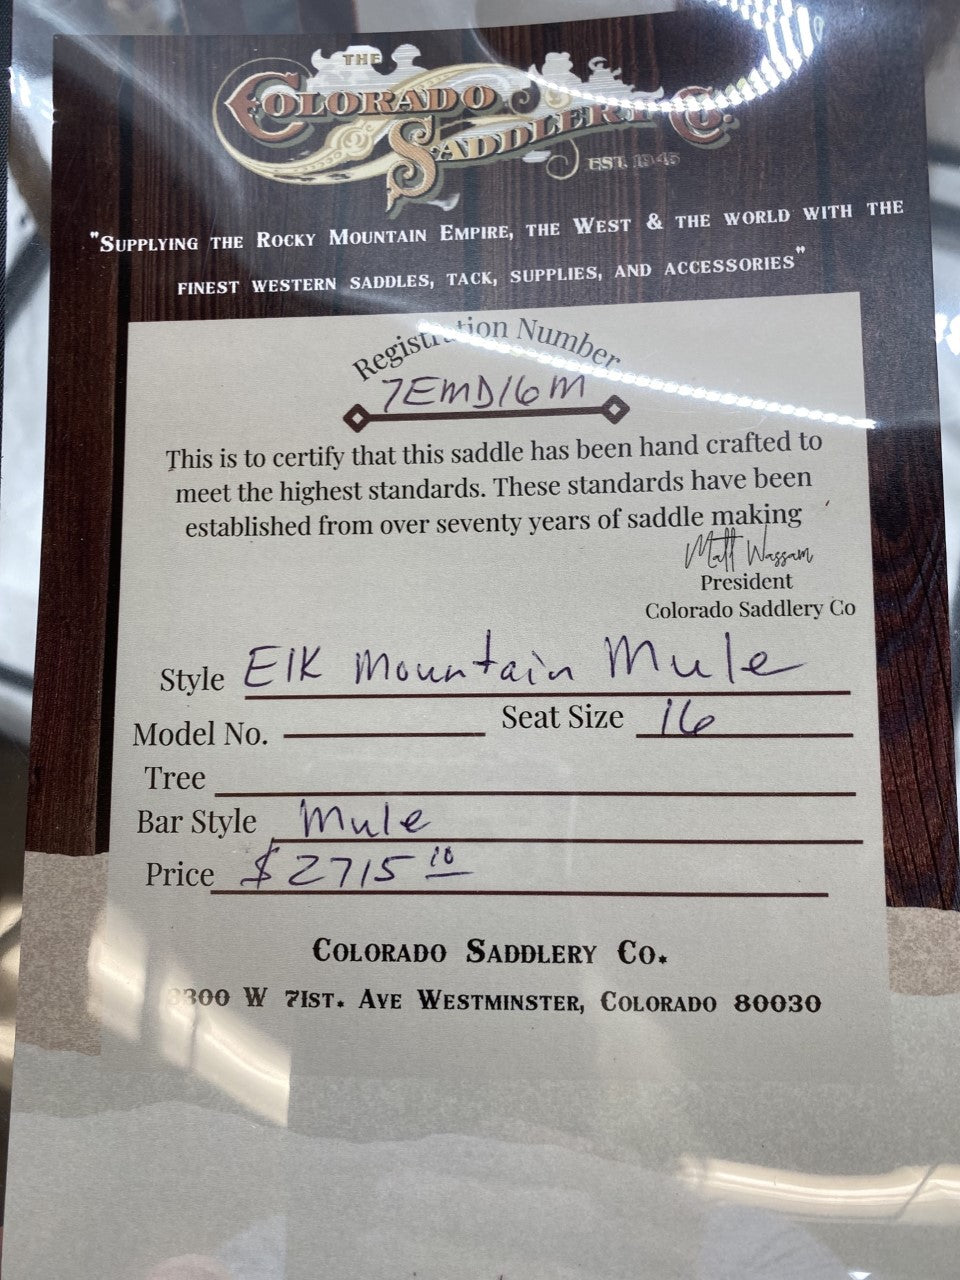 THE
COLORADO
SADDLERY CO.
EST. 1945
"SUPPLYING THE ROCKY MOUNTAIN EMPIRE, THE WEST & THE WORLD WITH THE
FINEST WESTERN SADDLES, TACK, SUPPLIES, AND ACCESSORIES"
Registration Number
7EMD16M
This is to certify that this saddle has been hand crafted to
meet the highest standards. These standards have been
established from over seventy years of saddle making
Matt Wassam
President
Colorado Saddlery Co
Style Elk Mountain Mule
Model No. Seat Size 16
Tree
Bar Style Mule
Price $2715 10
COLORADO SADDLERY CO.
3300 W 71ST. AVE WESTMINSTER, COLORADO 80030